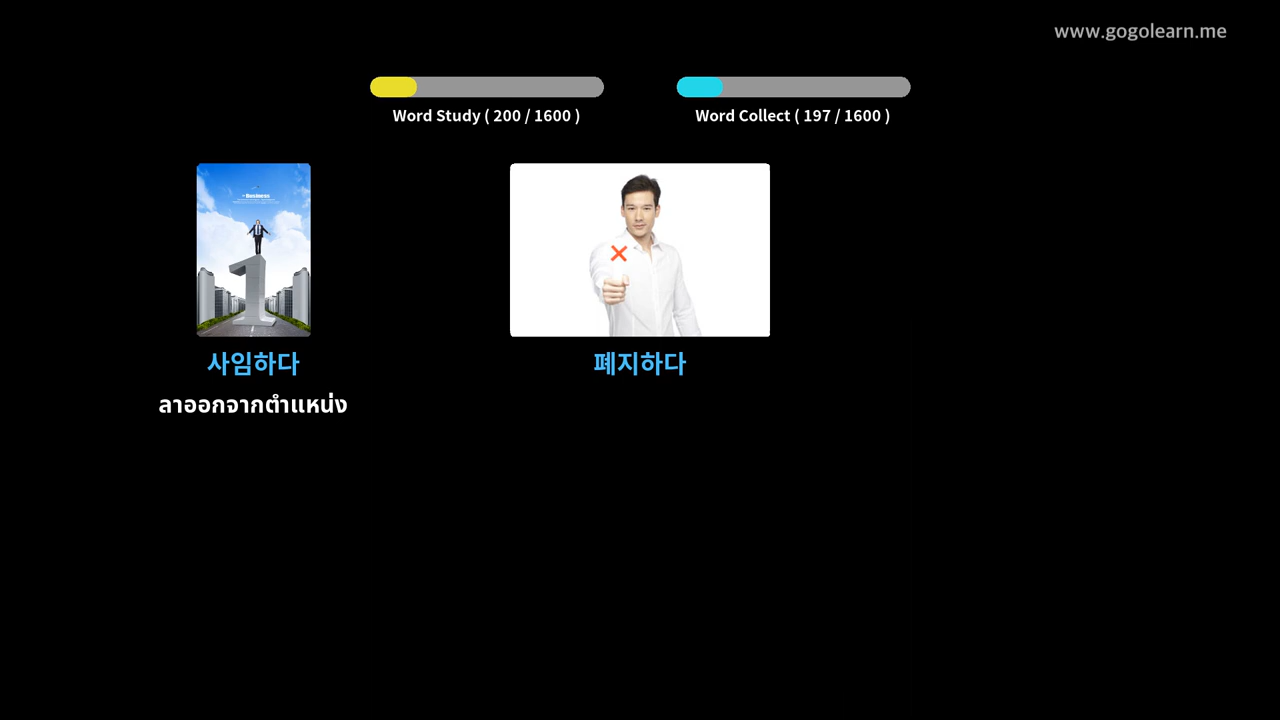 www.gogolearn.me
Word Study ( 200 / 1600 )
Word Collect ( 197 / 1600 )
Business
사임하다
폐지하다
ลาออกจากตำแหน่ง